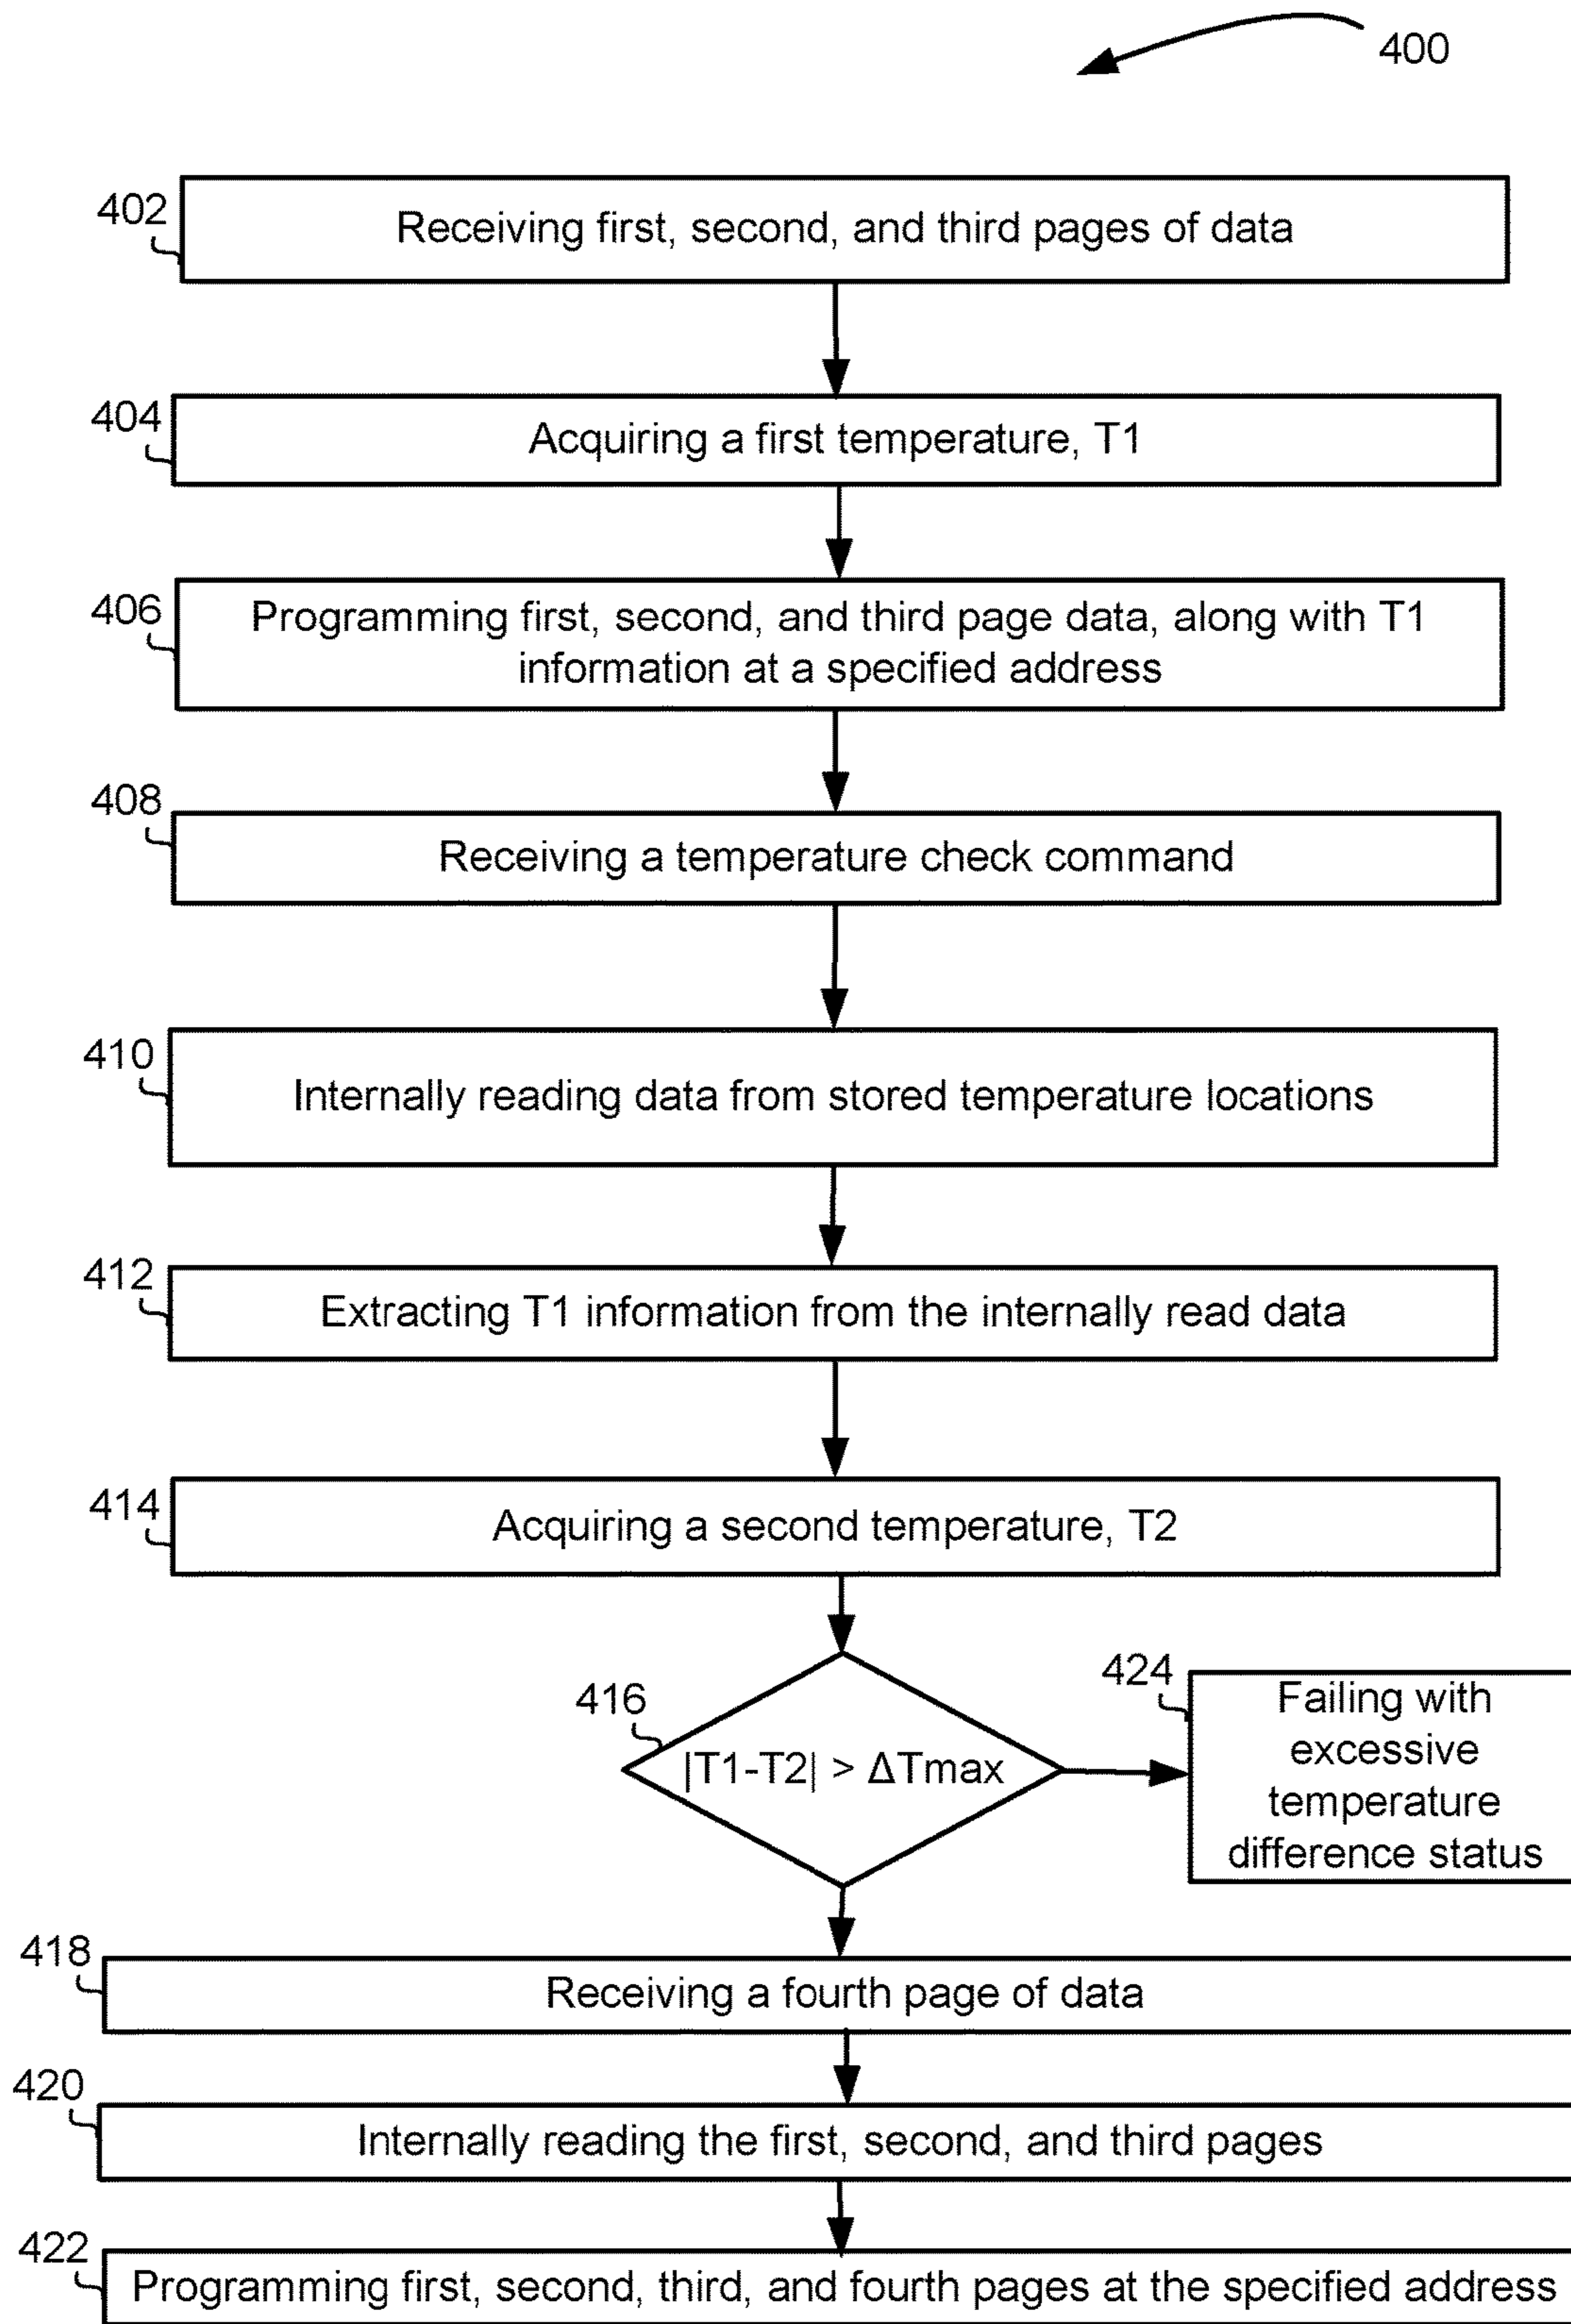 400
402
Receiving first, second, and third pages of data
404
Acquiring a first temperature, T1
406
Programming first, second, and third page data, along with T1
information at a specified address
408
Receiving a temperature check command
410
Internally reading data from stored temperature locations
412
Extracting T1 information from the internally read data
414
Acquiring a second temperature, T2
416
|T1-T2| > ΔTmax
424
Failing with
excessive
temperature
difference status
418
Receiving a fourth page of data
420
Internally reading the first, second, and third pages
422
Programming first, second, third, and fourth pages at the specified address